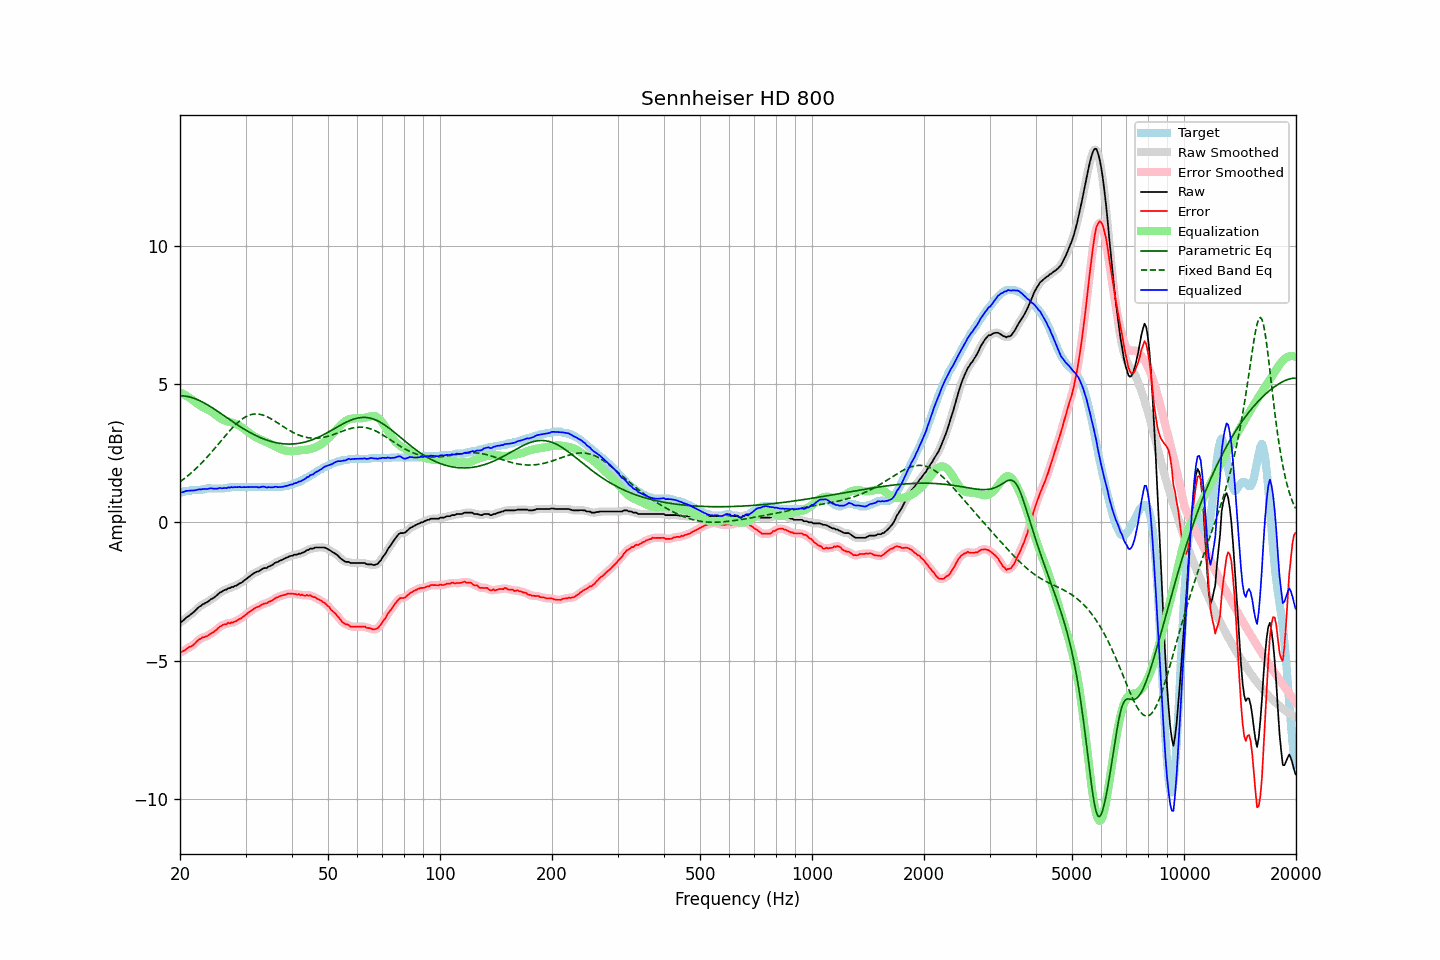 Sennheiser HD 800
Target
Raw Smoothed
Error Smoothed
Raw
Error
Equalization
Parametric Eq
Fixed Band Eq
Equalized
Amplitude (dBr)
10
5
0
−5
−10
20 50 100 200 500 1000 2000 5000 10000 20000
Frequency (Hz)